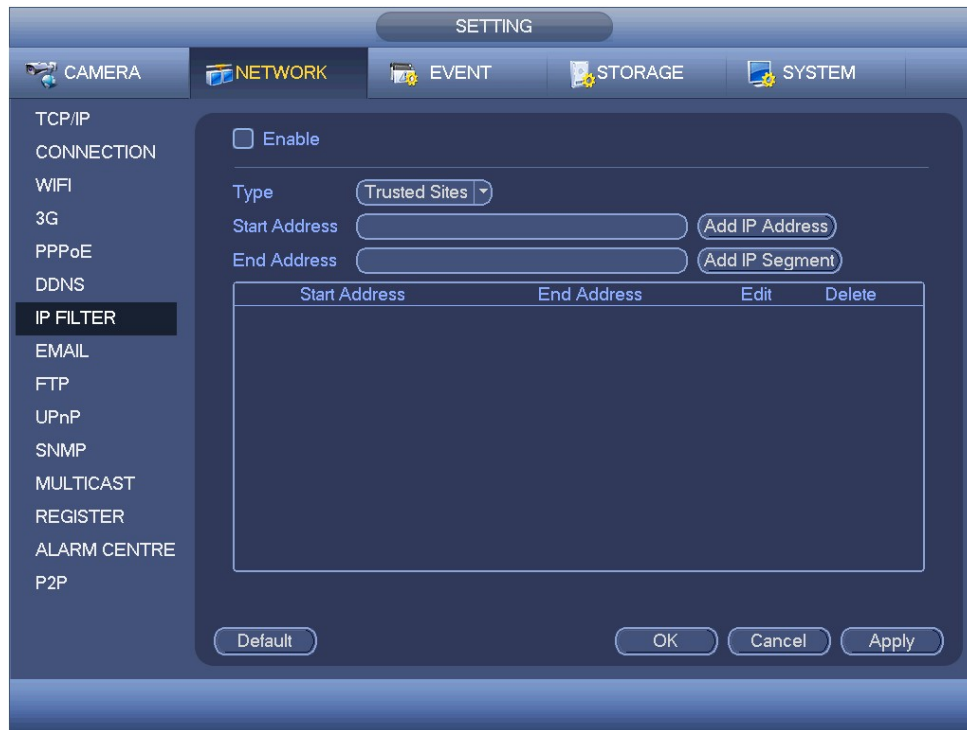 SETTING
CAMERA NETWORK EVENT STORAGE SYSTEM
TCP/IP
CONNECTION
WIFI
3G
PPPoE
DDNS
IP FILTER
EMAIL
FTP
UPnP
SNMP
MULTICAST
REGISTER
ALARM CENTRE
P2P
Enable
Type Trusted Sites
Start Address Add IP Address
End Address Add IP Segment
Start Address End Address Edit Delete
Default OK Cancel Apply